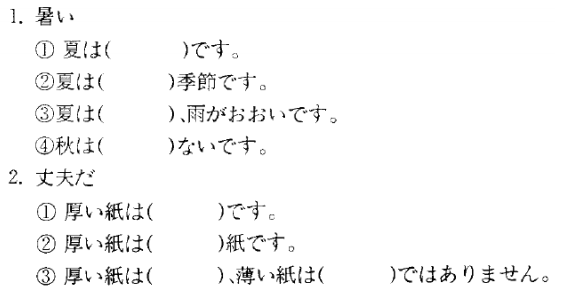 1. 暑い
① 夏は(　　　)です。
②夏は(　　　)季節です。
③夏は(　　　)、雨がおおいです。
④秋は(　　　)ないです。
2. 丈夫だ
① 厚い紙は(　　　)です。
② 厚い紙は(　　　)紙です。
③ 厚い紙は(　　　)、薄い紙は(　　　)ではありません。